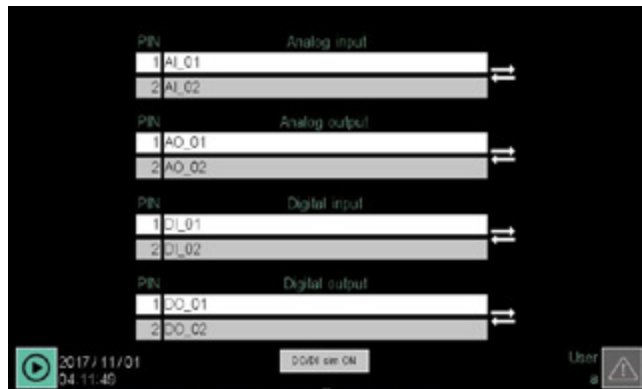 PIN Analog input
1 AI_01
2 AI_02
PIN Analog output
1 AO_01
2 AO_02
PIN Digital input
1 DI_01
2 DI_02
PIN Digital output
1 DO_01
2 DO_02
2017/11/01
04:11:49
DO/DI sim ON
User
a